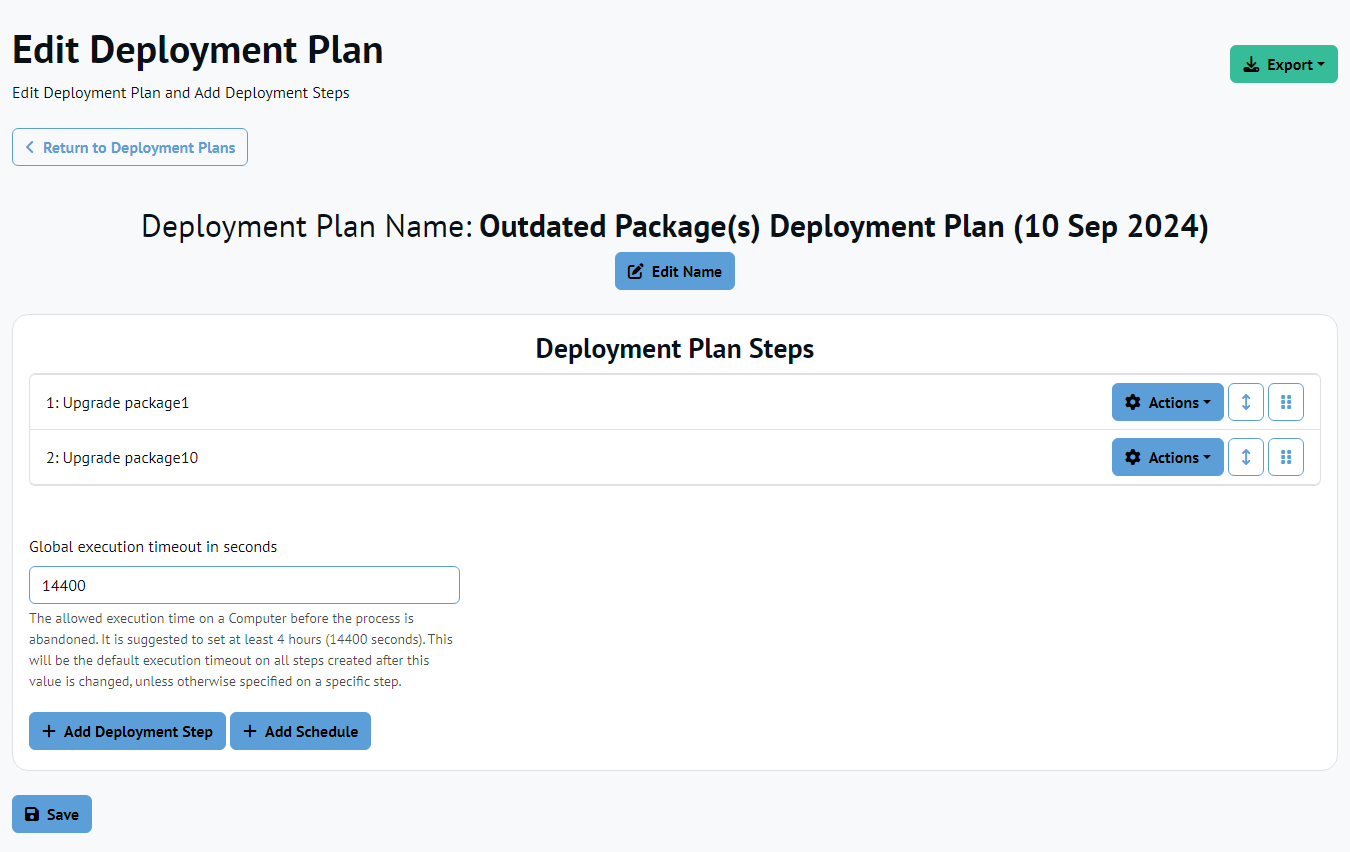 Edit Deployment Plan
Export
Edit Deployment Plan and Add Deployment Steps
Return to Deployment Plans
Deployment Plan Name: Outdated Package(s) Deployment Plan (10 Sep 2024)
Edit Name
Deployment Plan Steps
1: Upgrade package1
Actions
2: Upgrade package10
Actions
Global execution timeout in seconds
14400
The allowed execution time on a Computer before the process is
abandoned. It is suggested to set at least 4 hours (14400 seconds). This
will be the default execution timeout on all steps created after this
value is changed, unless otherwise specified on a specific step.
Add Deployment Step
Add Schedule
Save